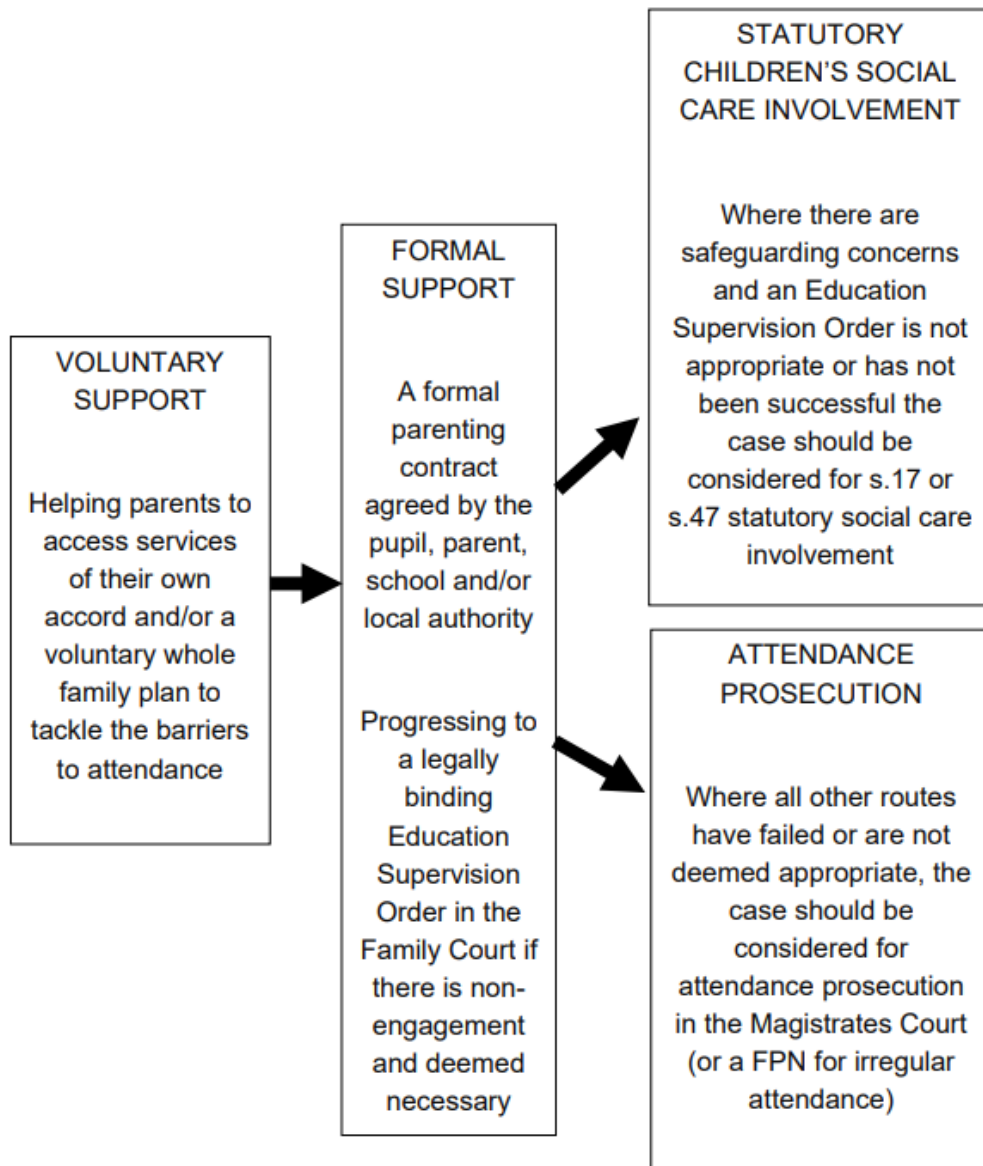 VOLUNTARY
SUPPORT
Helping parents to
access services
of their own
accord and/or a
voluntary whole
family plan to
tackle the barriers
to attendance
FORMAL
SUPPORT
A formal
parenting
contract
agreed by the
pupil, parent,
school and/or
local authority
Progressing to
a legally
binding
Education
Supervision
Order in the
Family Court if
there is non-
engagement
and deemed
necessary
STATUTORY
CHILDREN'S SOCIAL
CARE INVOLVEMENT
Where there are
safeguarding concerns
and an Education
Supervision Order is not
appropriate or has not
been successful the
case should be
considered for s.17 or
s.47 statutory social care
involvement
ATTENDANCE
PROSECUTION
Where all other routes
have failed or are not
deemed appropriate, the
case should be
considered for
attendance prosecution
in the Magistrates Court
(or a FPN for irregular
attendance)